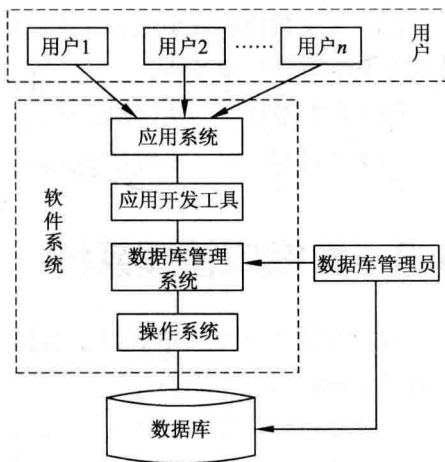 用户1
用户2
……
用户n
用户
应用系统
应用开发工具
软件系统
数据库管理
系统
数据库管理员
操作系统
数据库